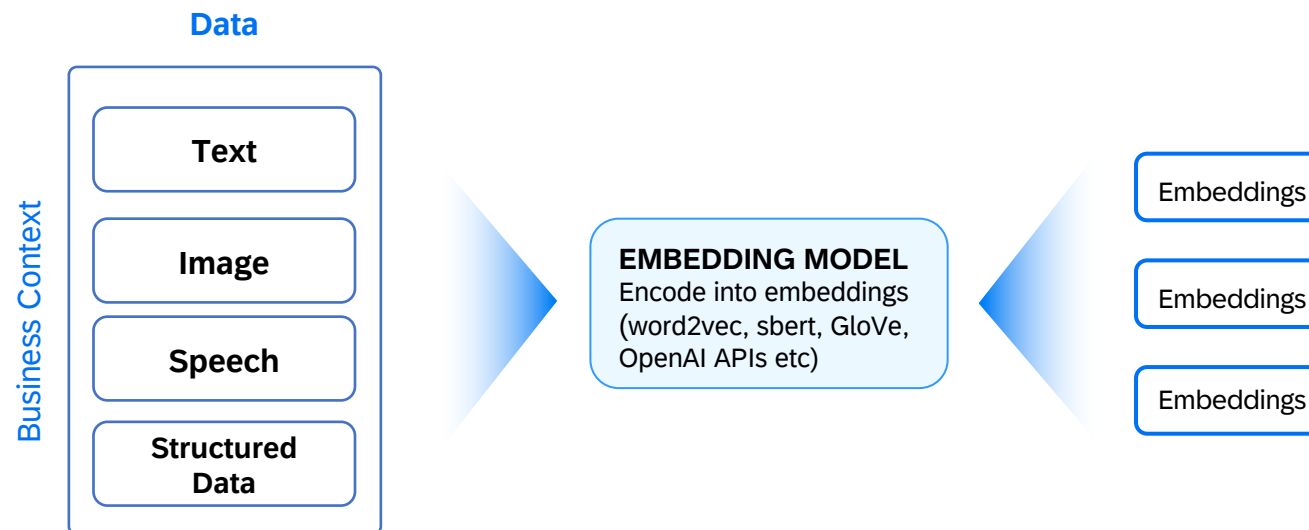 Data
Business Context
Text
Image
Speech
Structured
Data
EMBEDDING MODEL
Encode into embeddings
(word2vec, sbert, GloVe,
OpenAI APIs etc)
Embeddings
Embeddings
Embeddings